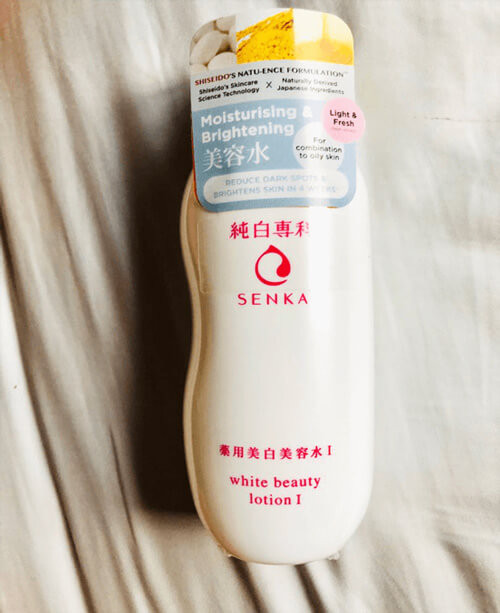 SHISEIDO'S NATU-ENCE FORMULATION™
Shiseido's Skincare
Science Technology
X
Naturally Derived
Japanese Ingredients
Moisturising &
Brightening
美容水
Light &
Fresh
For
combination
to oily skin
REDUCE DARK SPOTS &
BRIGHTENS SKIN IN 4 WEEKS
純白専科
SENKA
薬用美白美容水 I
white beauty
lotion I